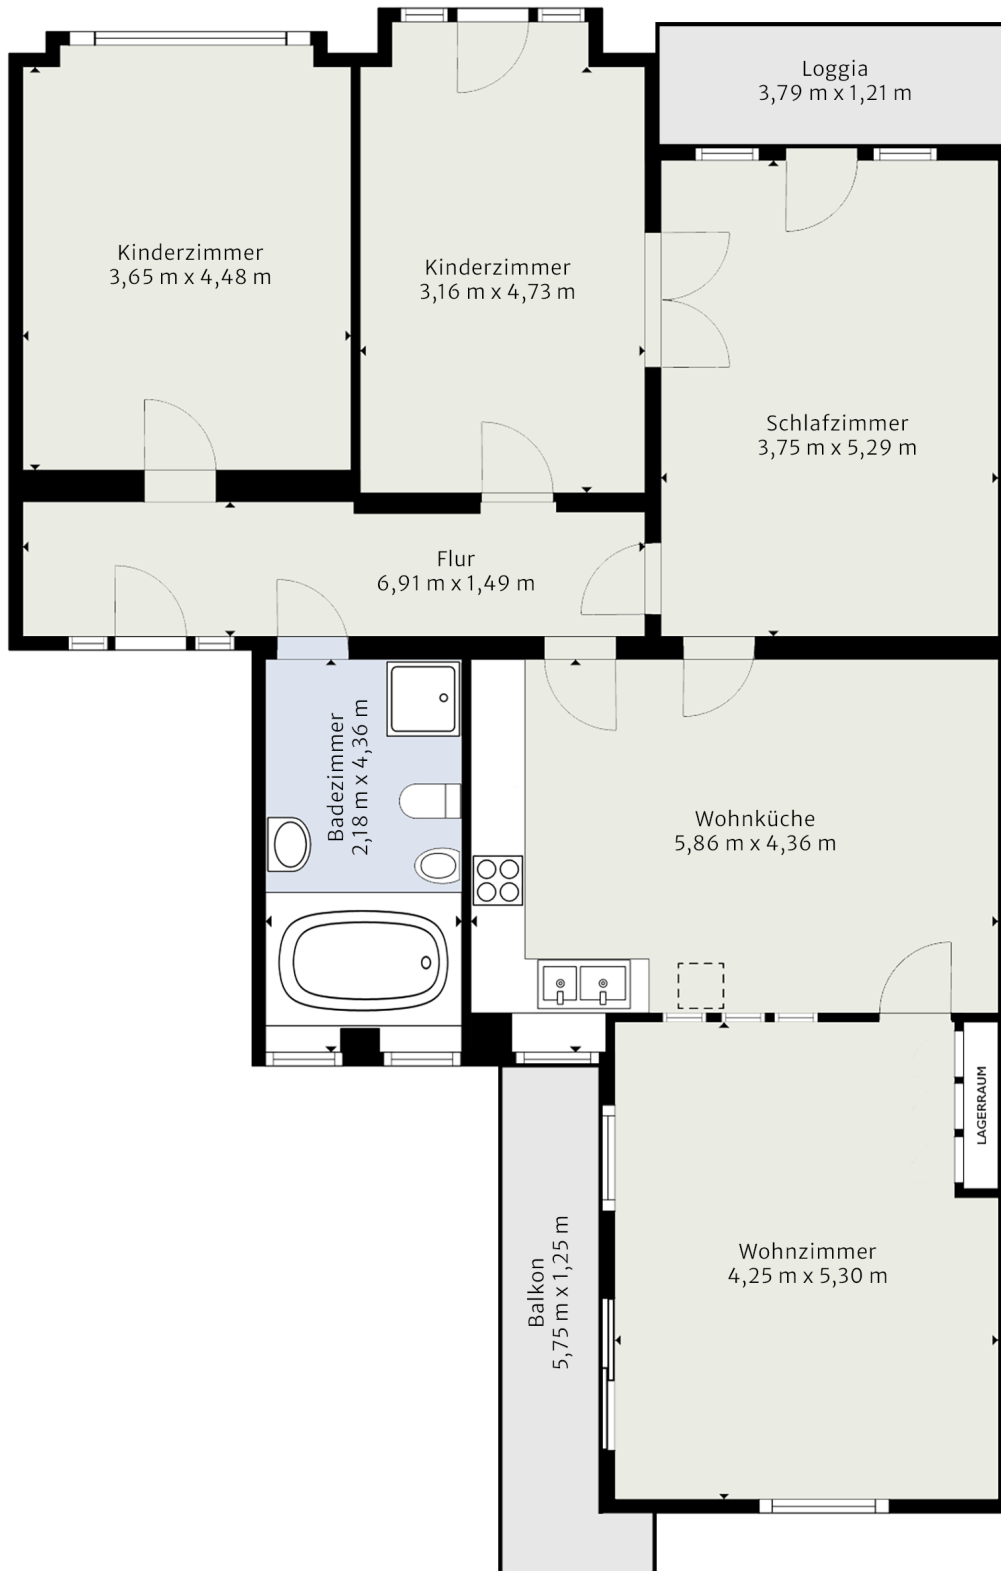 Loggia
3,79 m x 1,21 m
Kinderzimmer
3,65 m x 4,48 m
Kinderzimmer
3,16 m x 4,73 m
Schlafzimmer
3,75 m x 5,29 m
Flur
6,91 m x 1,49 m
Badezimmer
2,18 m x 4,36 m
Wohnküche
5,86 m x 4,36 m
LAGERRAUM
Wohnzimmer
4,25 m x 5,30 m
Balkon
5,75 m x 1,25 m